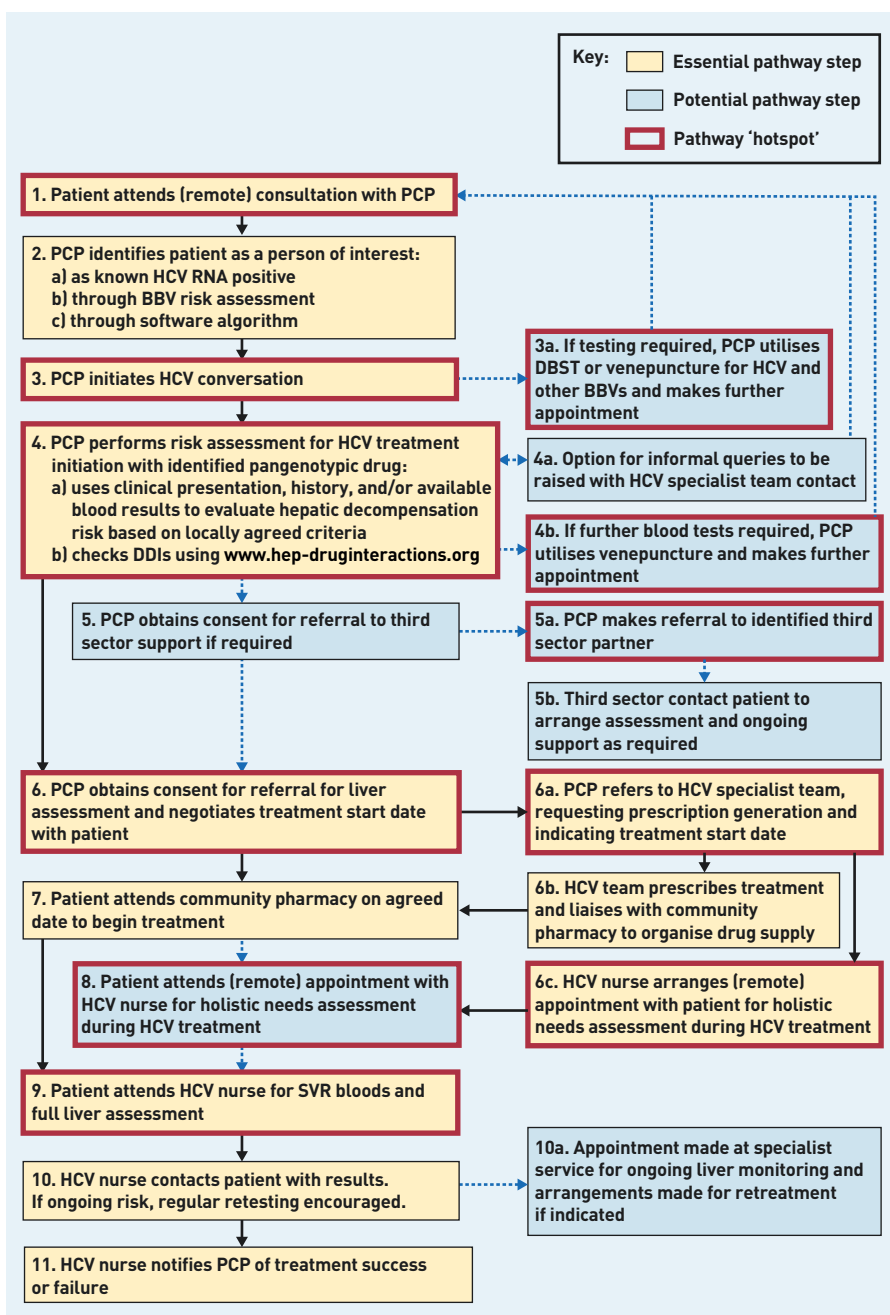 Key:
Essential pathway step
Potential pathway step
Pathway ‘hotspot’
1. Patient attends (remote) consultation with PCP
2. PCP identifies patient as a person of interest:
a) as known HCV RNA positive
b) through BBV risk assessment
c) through software algorithm
3. PCP initiates HCV conversation
3a. If testing required, PCP utilises
DBST or venepuncture for HCV and
other BBVs and makes further
appointment
4. PCP performs risk assessment for HCV treatment
initiation with identified pangenotypic drug:
a) uses clinical presentation, history, and/or available
blood results to evaluate hepatic decompensation
risk based on locally agreed criteria
b) checks DDIs using www.hep-druginteractions.org
4a. Option for informal queries to be
raised with HCV specialist team contact
4b. If further blood tests required, PCP
utilises venepuncture and makes further
appointment
5. PCP obtains consent for referral to third
sector support if required
5a. PCP makes referral to identified third
sector partner
5b. Third sector contact patient to
arrange assessment and ongoing
support as required
6. PCP obtains consent for referral for liver
assessment and negotiates treatment start date
with patient
6a. PCP refers to HCV specialist team,
requesting prescription generation and
indicating treatment start date
7. Patient attends community pharmacy on agreed
date to begin treatment
6b. HCV team prescribes treatment
and liaises with community
pharmacy to organise drug supply
8. Patient attends (remote) appointment with
HCV nurse for holistic needs assessment
during HCV treatment
6c. HCV nurse arranges (remote)
appointment with patient for holistic
needs assessment during HCV treatment
9. Patient attends HCV nurse for SVR bloods and
full liver assessment
10. HCV nurse contacts patient with results.
If ongoing risk, regular retesting encouraged.
10a. Appointment made at specialist
service for ongoing liver monitoring and
arrangements made for retreatment
if indicated
11. HCV nurse notifies PCP of treatment success
or failure